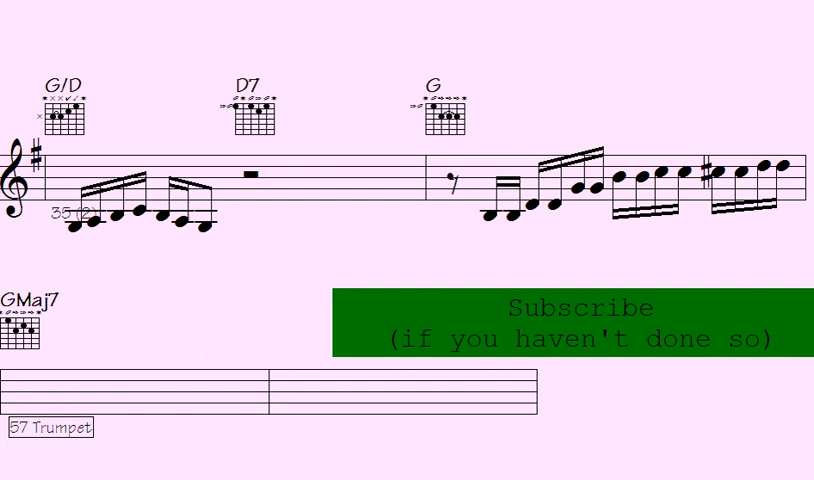 G/D D7 G
35 (2)
GMaj7
Subscribe
(if you haven't done so)
57 Trumpet